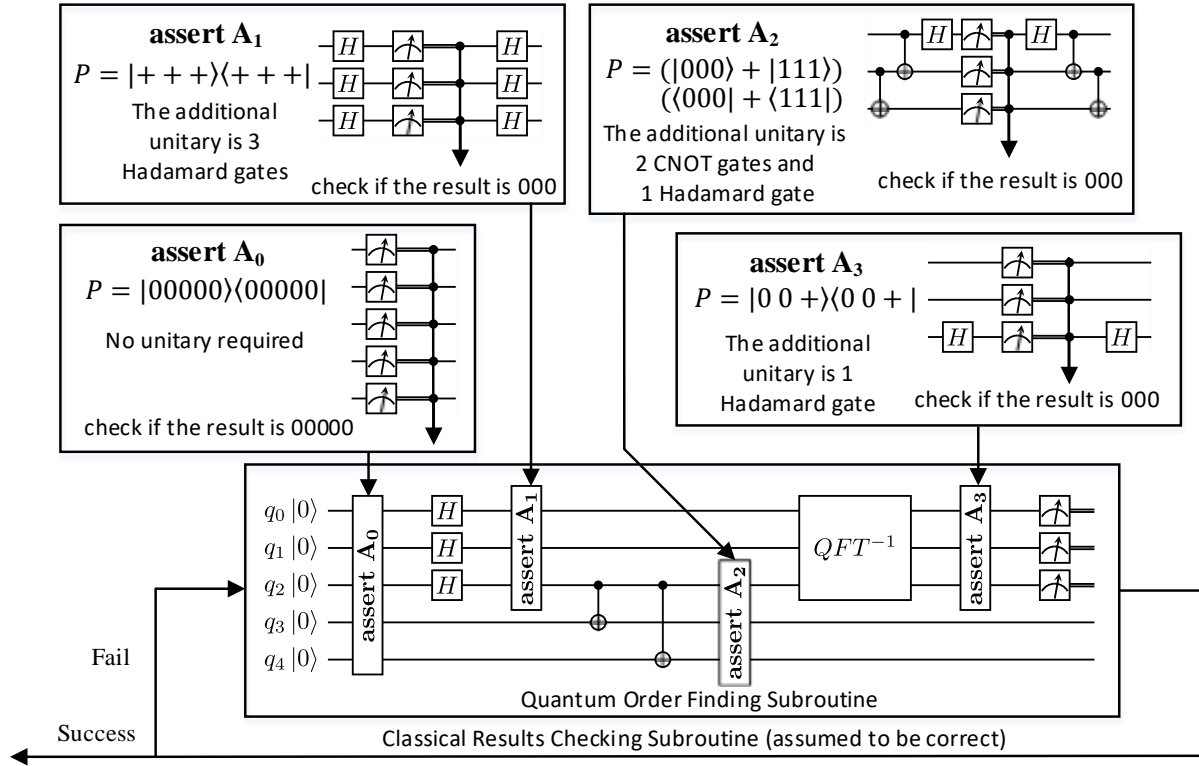 assert A₁
P = |+ + +⟩⟨+ + +|
The additional
unitary is 3
Hadamard gates
H
H
H
H
H
H
check if the result is 000
assert A₂
P = (|000⟩ + |111⟩)
(⟨000| + ⟨111|)
The additional unitary is
2 CNOT gates and
1 Hadamard gate
H
H
check if the result is 000
assert A₀
P = |00000⟩⟨00000|
No unitary required
check if the result is 00000
assert A₃
P = |0 0 +⟩⟨0 0 + |
The additional
unitary is 1
Hadamard gate
H
H
check if the result is 000
q₀ |0⟩
q₁ |0⟩
q₂ |0⟩
q₃ |0⟩
q₄ |0⟩
assert A₀
H
H
H
assert A₁
assert A₂
QFT⁻¹
assert A₃
Quantum Order Finding Subroutine
Fail
Success
Classical Results Checking Subroutine (assumed to be correct)